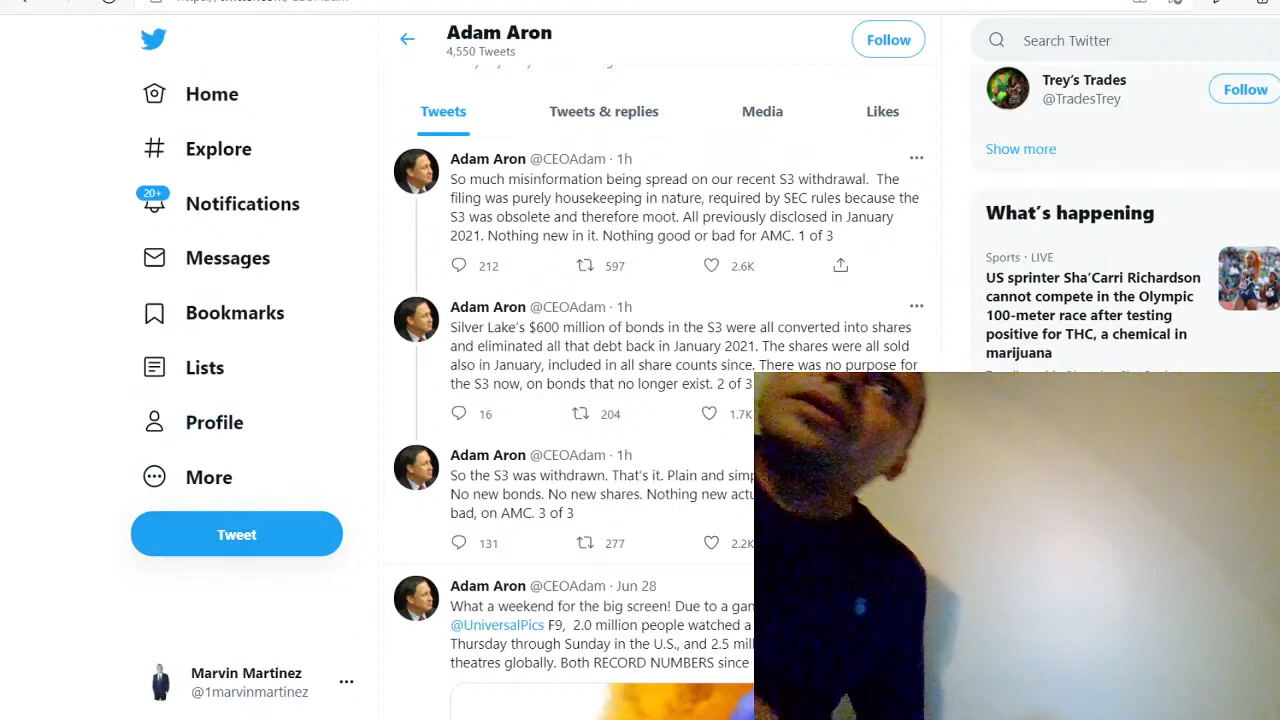 Home
Explore
20+
Notifications
Messages
Bookmarks
Lists
Profile
More
Tweet
Marvin Martinez
@1marvinmartinez
Adam Aron
4,550 Tweets
Follow
Tweets
Tweets & replies
Media
Likes
Adam Aron @CEOAdam · 1h
So much misinformation being spread on our recent S3 withdrawal. The
filing was purely housekeeping in nature, required by SEC rules because the
S3 was obsolete and therefore moot. All previously disclosed in January
2021. Nothing new in it. Nothing good or bad for AMC. 1 of 3
212 597 2.6K
Adam Aron @CEOAdam · 1h
Silver Lake's $600 million of bonds in the S3 were all converted into shares
and eliminated all that debt back in January 2021. The shares were all sold
also in January, included in all share counts since. There was no purpose for
the S3 now, on bonds that no longer exist. 2 of 3
16 204 1.7K
Adam Aron @CEOAdam · 1h
So the S3 was withdrawn. That's it. Plain and
No new bonds. No new shares. Nothing new
bad, on AMC. 3 of 3
131 277 2.2K
Adam Aron @CEOAdam · Jun 28
What a weekend for the big screen! Due to a
@UniversalPics F9, 2.0 million people watched a
Thursday through Sunday in the U.S., and 2.5
theatres globally. Both RECORD NUMBERS since
Search Twitter
Trey's Trades
@TradesTrey
Follow
Show more
What's happening
Sports · LIVE
US sprinter Sha'Carri Richardson
cannot compete in the Olympic
100-meter race after testing
positive for THC, a chemical in
marijuana